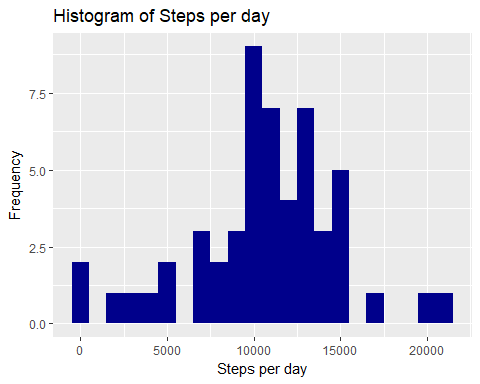 Histogram of Steps per day
Frequency
7.5
5.0
2.5
0.0
0 5000 10000 15000 20000
Steps per day